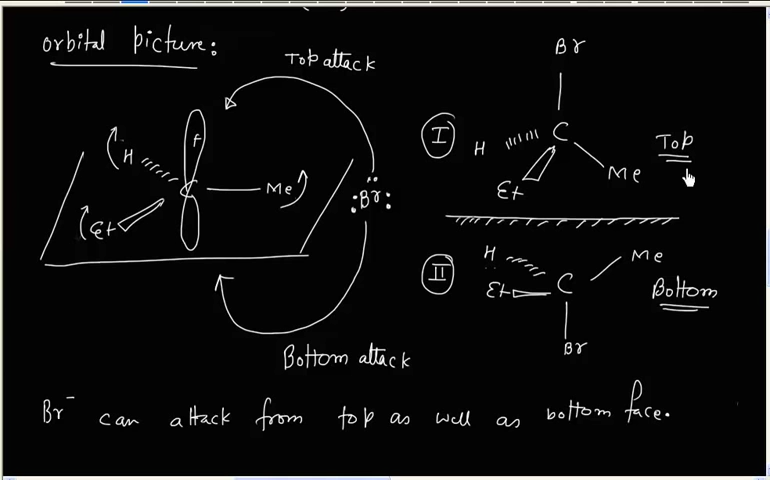 orbital picture:
Top attack
H
Me
Et
C
:Br:
Bottom attack
I
Br
H
C
Et
Me
Top
II
H
Et
C
Me
Br
Bottom
Br⁻ can attack from top as well as bottom face.